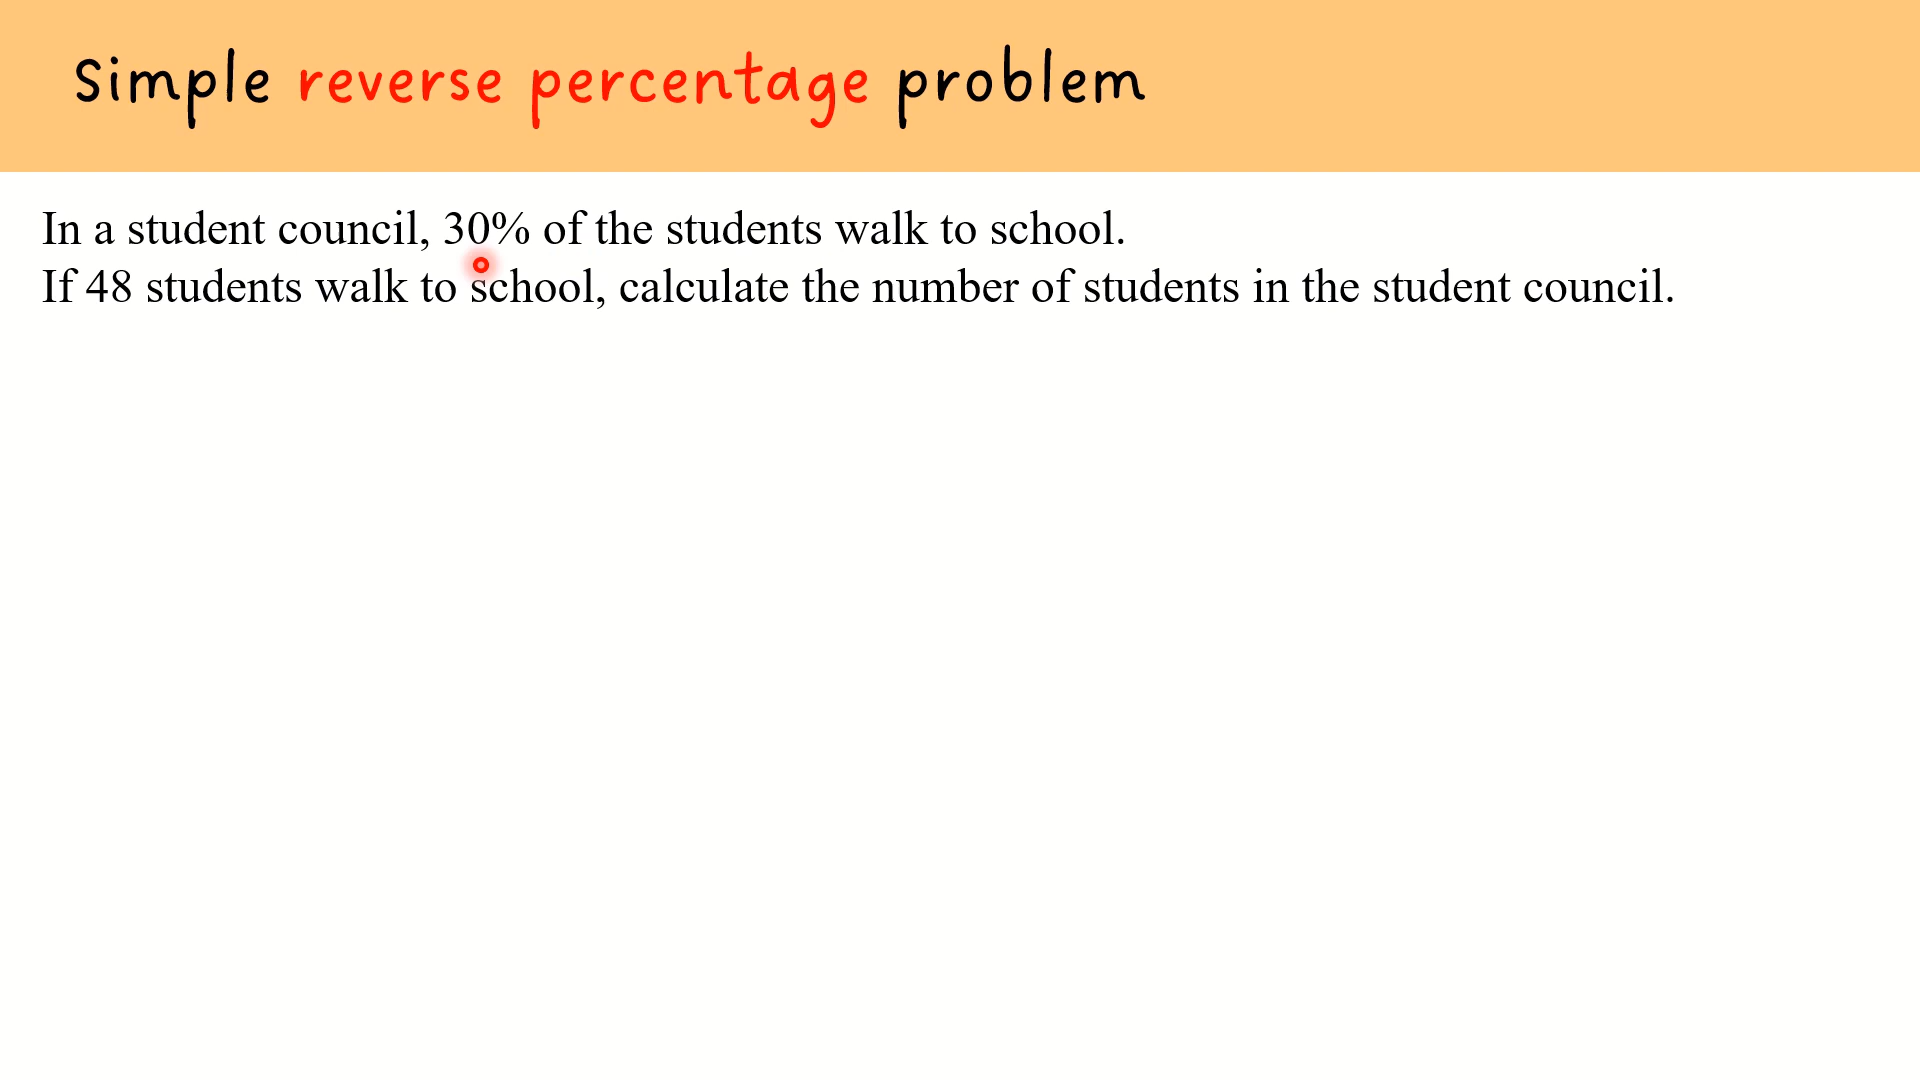 Simple reverse percentage problem
In a student council, 30% of the students walk to school.
If 48 students walk to school, calculate the number of students in the student council.